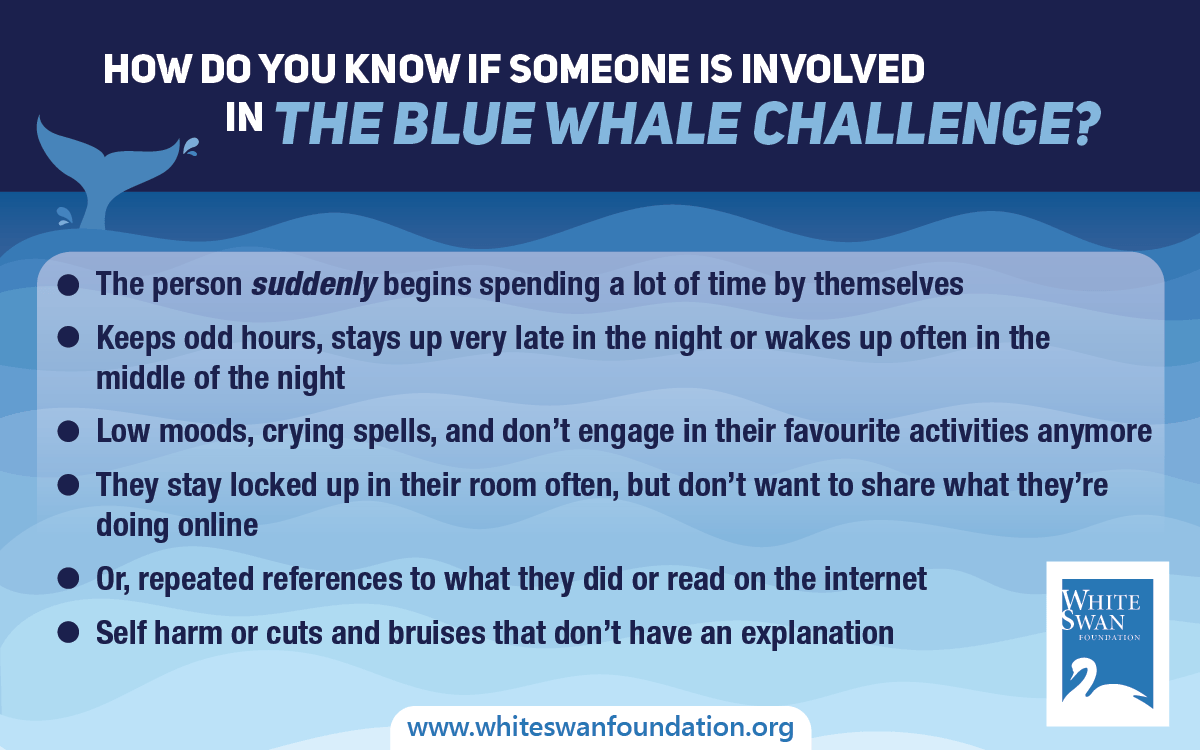 HOW DO YOU KNOW IF SOMEONE IS INVOLVED
IN THE BLUE WHALE CHALLENGE?
● The person suddenly begins spending a lot of time by themselves
● Keeps odd hours, stays up very late in the night or wakes up often in the
middle of the night
● Low moods, crying spells, and don’t engage in their favourite activities anymore
● They stay locked up in their room often, but don’t want to share what they’re
doing online
● Or, repeated references to what they did or read on the internet
● Self harm or cuts and bruises that don’t have an explanation
WHITE
SWAN
FOUNDATION
www.whiteswanfoundation.org